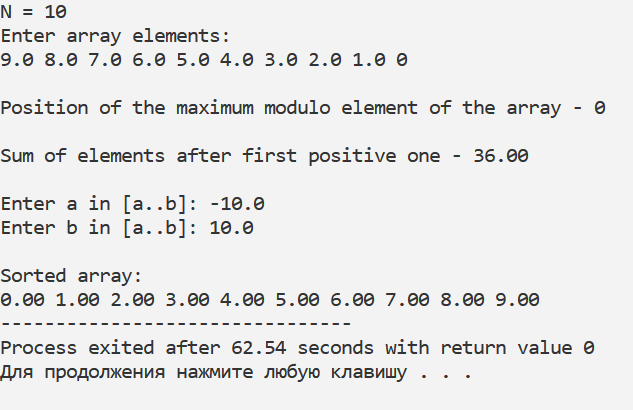 N = 10
Enter array elements:
9.0 8.0 7.0 6.0 5.0 4.0 3.0 2.0 1.0 0
Position of the maximum modulo element of the array - 0
Sum of elements after first positive one - 36.00
Enter a in [a..b]: -10.0
Enter b in [a..b]: 10.0
Sorted array:
0.00 1.00 2.00 3.00 4.00 5.00 6.00 7.00 8.00 9.00
--------------------------------
Process exited after 62.54 seconds with return value 0
Для продолжения нажмите любую клавишу . . .